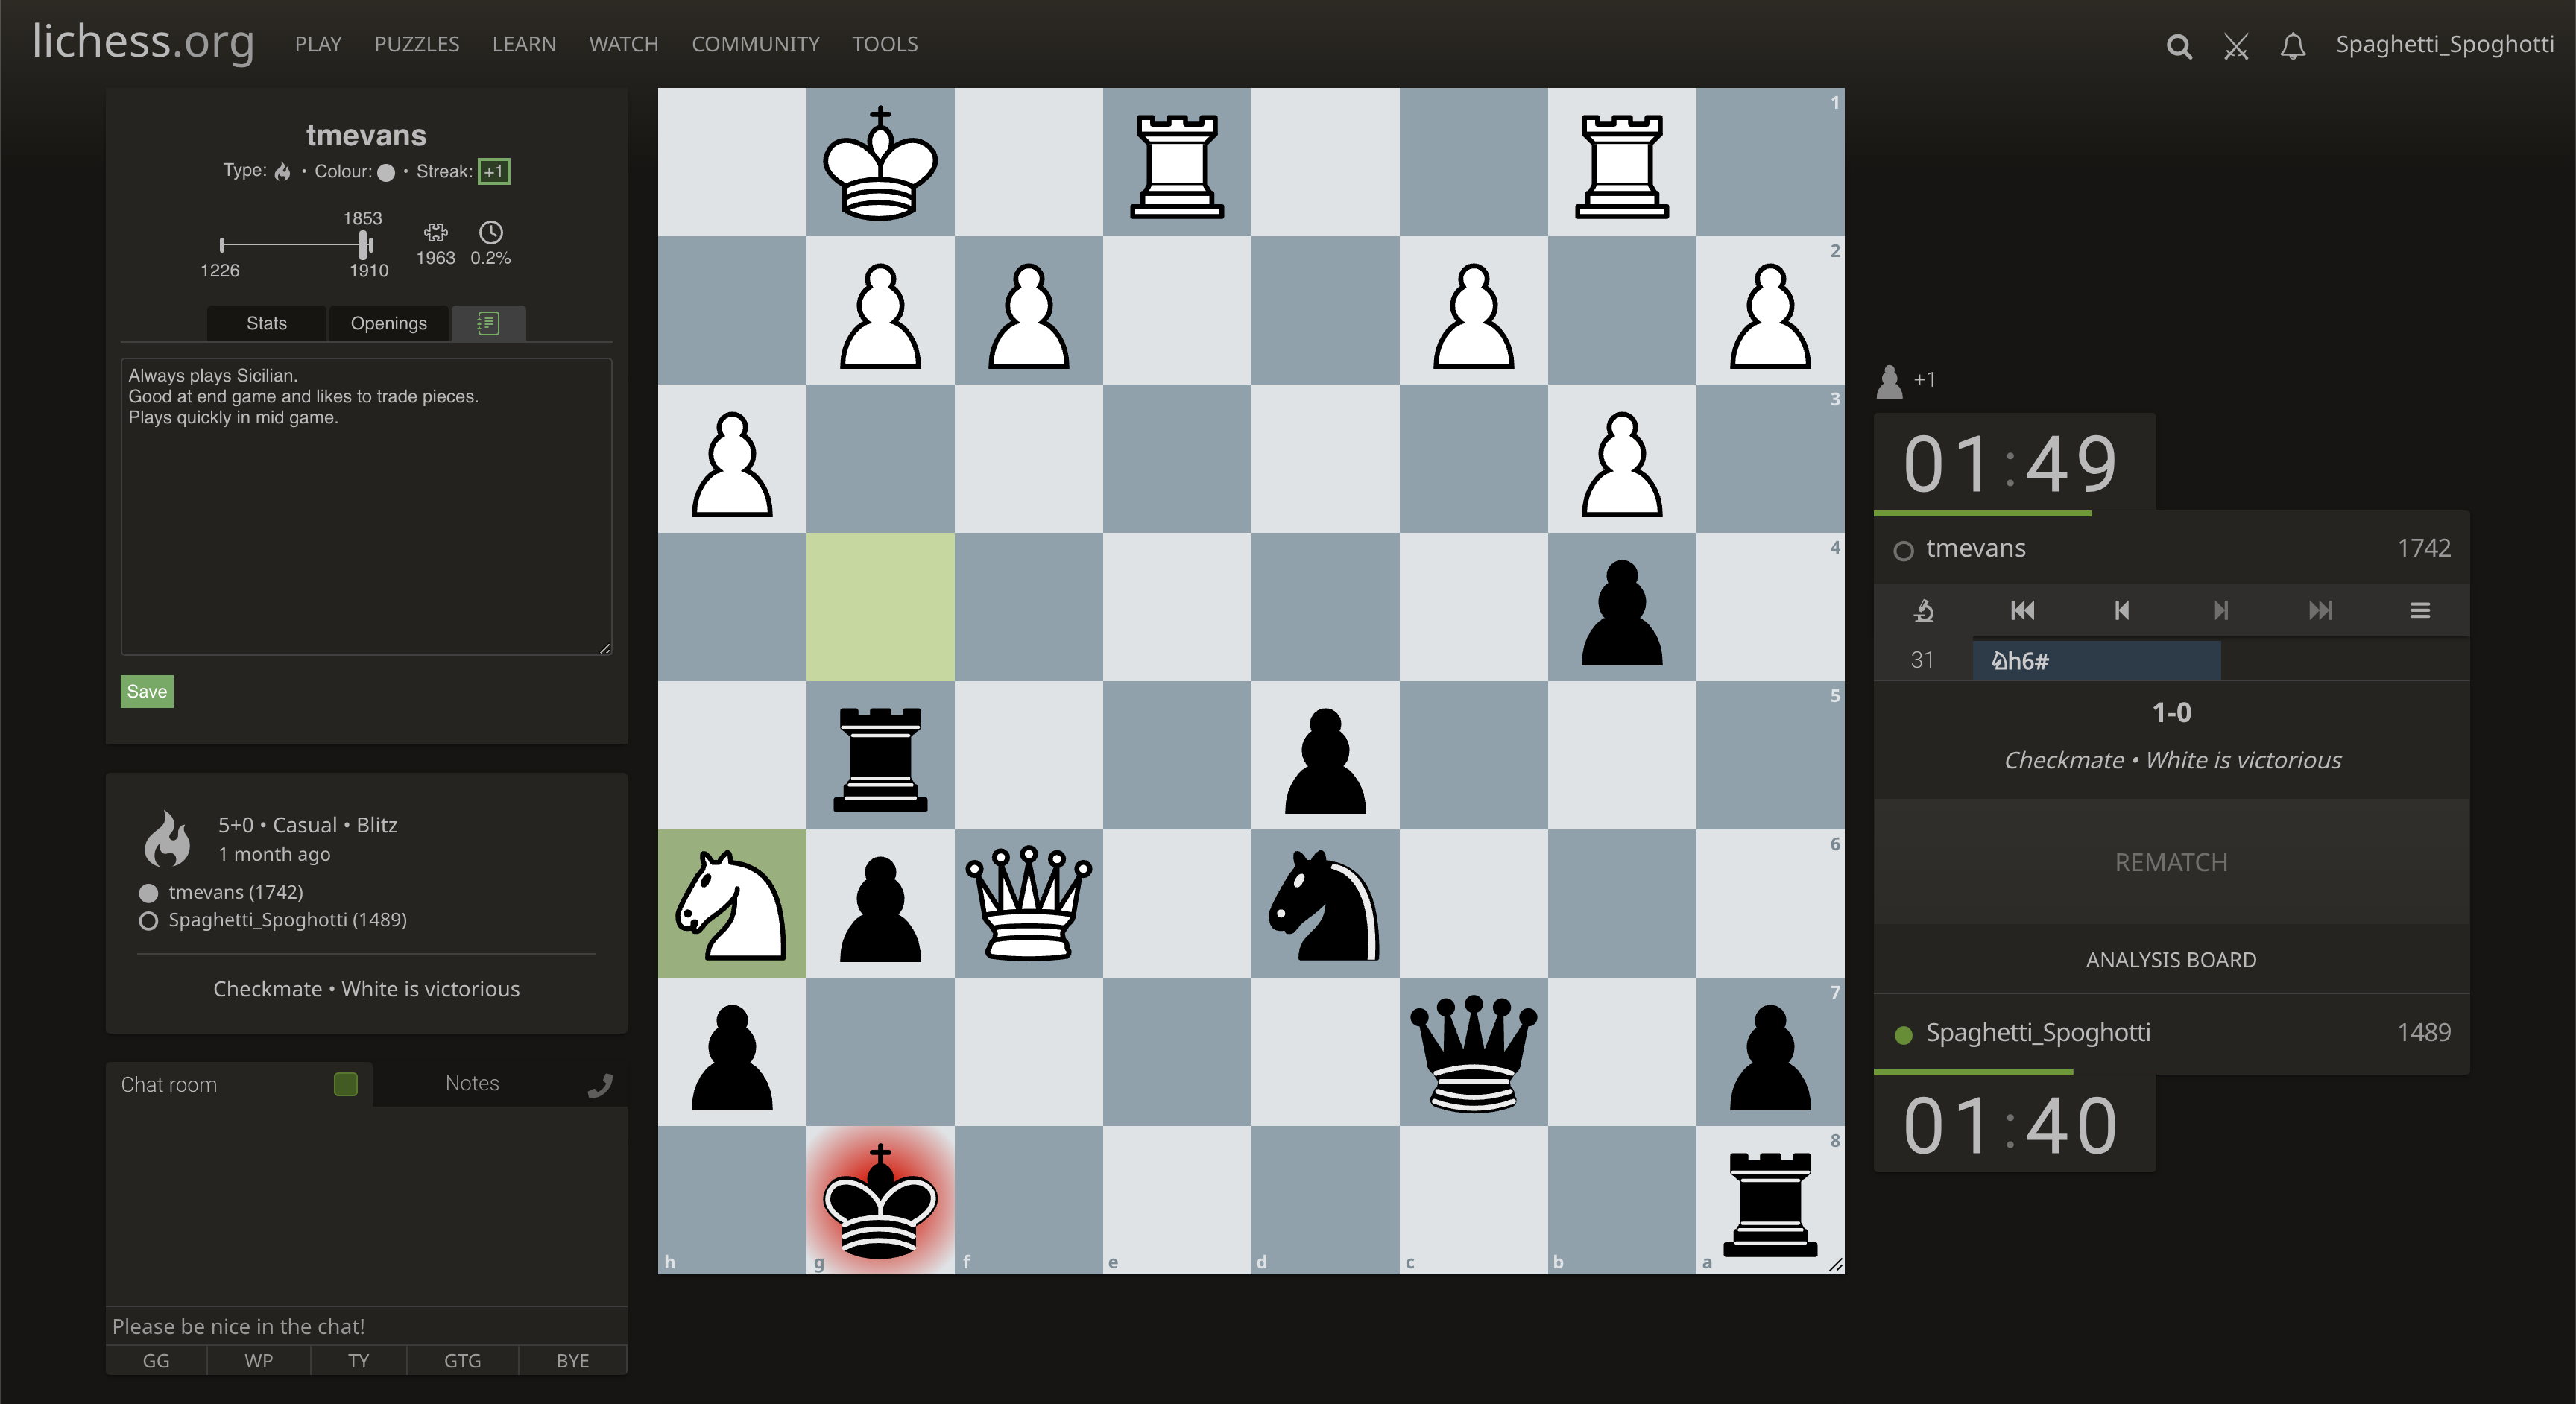 lichess.org PLAY PUZZLES LEARN WATCH COMMUNITY TOOLS Spaghetti_Spoghotti
tmevans
Type: • Colour: • Streak: +1
1853
1226 1910 1963 0.2%
Stats Openings
Always plays Sicilian.
Good at end game and likes to trade pieces.
Plays quickly in mid game.
Save
5+0 • Casual • Blitz
1 month ago
tmevans (1742)
Spaghetti_Spoghotti (1489)
Checkmate • White is victorious
Chat room Notes
Please be nice in the chat!
GG WP TY GTG BYE
1
2
3
4
5
6
7
8
h g f e d c b a
+1
01:49
tmevans 1742
31 ♘h6#
1-0
Checkmate • White is victorious
REMATCH
ANALYSIS BOARD
Spaghetti_Spoghotti 1489
01:40